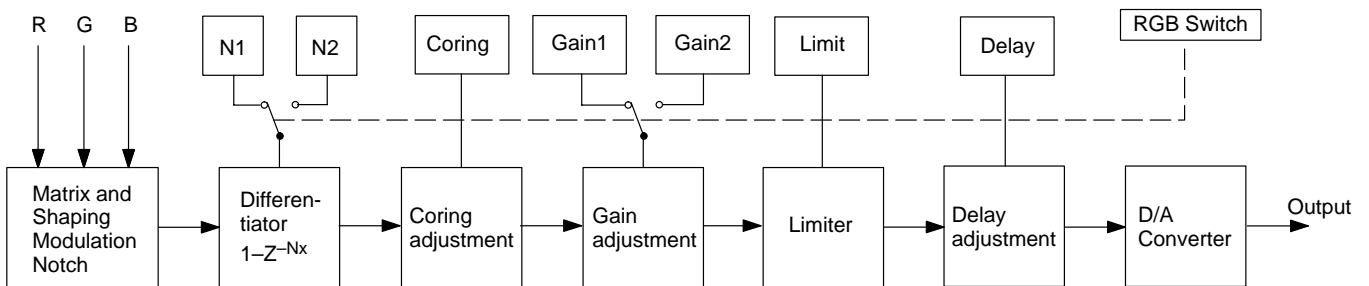 R G B
N1 N2 Coring Gain1 Gain2 Limit Delay RGB Switch
Matrix and
Shaping
Modulation
Notch
Differen-
tiator
1–Z–Nx
Coring
adjustment
Gain
adjustment
Limiter
Delay
adjustment
D/A
Converter
Output